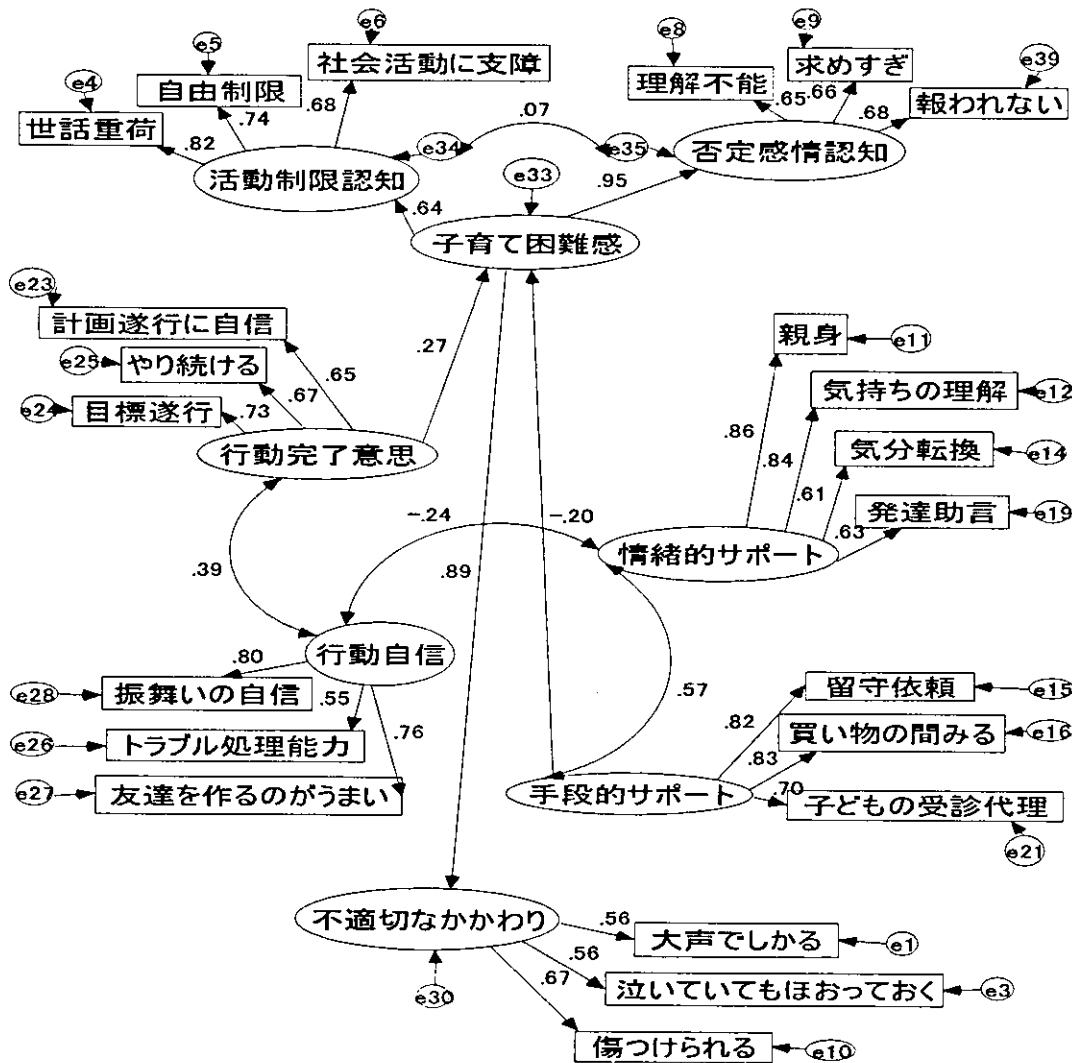 e6
e5
社会活動に支障
e8
e9
求めすぎ
e4
自由制限
理解不能
e39
世話重荷
報われない
.82
.74
.68
.07
.65
.66
.68
e34
e35
活動制限認知
否定感情認知
e33
.64
.95
子育て困難感
e23
計画遂行に自信
e25
やり続ける
.65
.27
親身
e11
.67
気持ちの理解
e12
e24
目標遂行
.73
.86
行動完了意思
.84
気分転換
e14
.61
発達助言
e19
-.24
-.20
.63
情緒的サポート
.39
.89
行動自信
.80
.57
e28
振舞いの自信
.55
留守依頼
e15
.76
.82
買い物の間みる
e16
e26
トラブル処理能力
.83
e27
友達を作るのがうまい
手段的サポート
.70
子どもの受診代理
e21
不適切なかかわり
.56
大声でしかる
e1
.56
e30
.67
泣いていてもほおっておく
e3
傷つけられる
e10